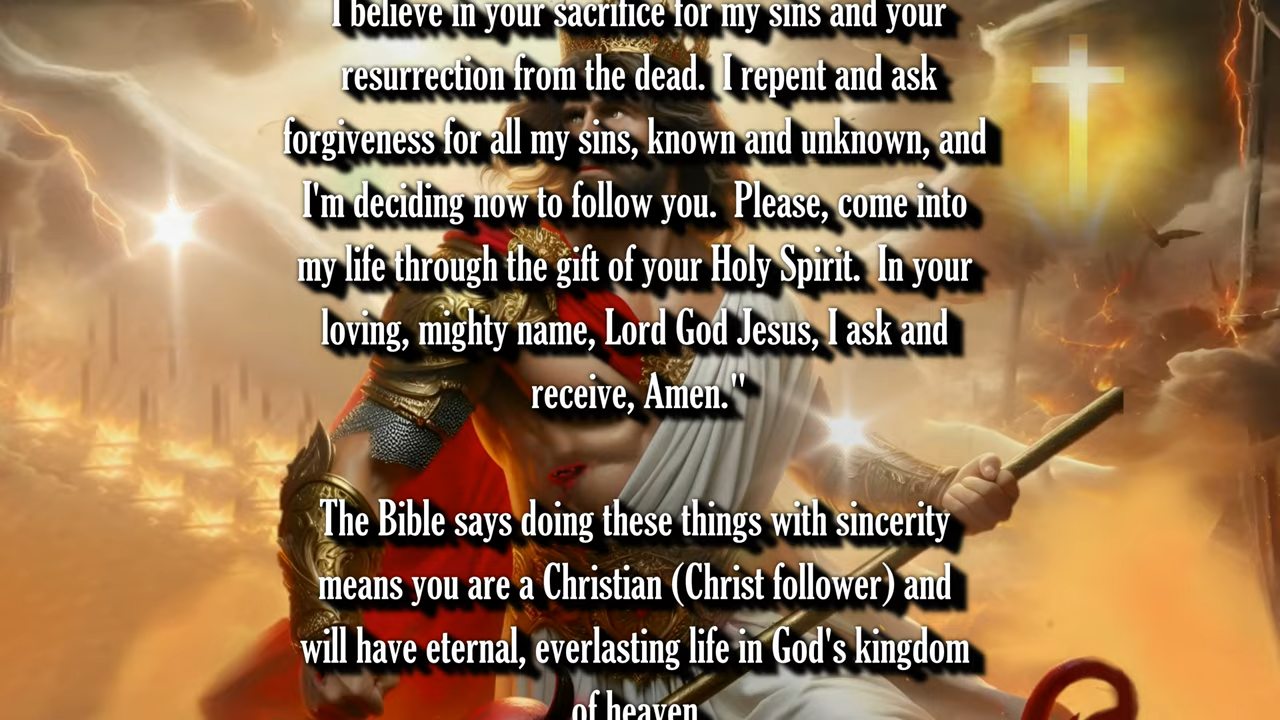 I believe in your sacrifice for my sins and your
resurrection from the dead.  I repent and ask
forgiveness for all my sins, known and unknown, and
I'm deciding now to follow you.  Please, come into
my life through the gift of your Holy Spirit.  In your
loving, mighty name, Lord God Jesus, I ask and
receive, Amen."
The Bible says doing these things with sincerity
means you are a Christian (Christ follower) and
will have eternal, everlasting life in God's kingdom
of heaven